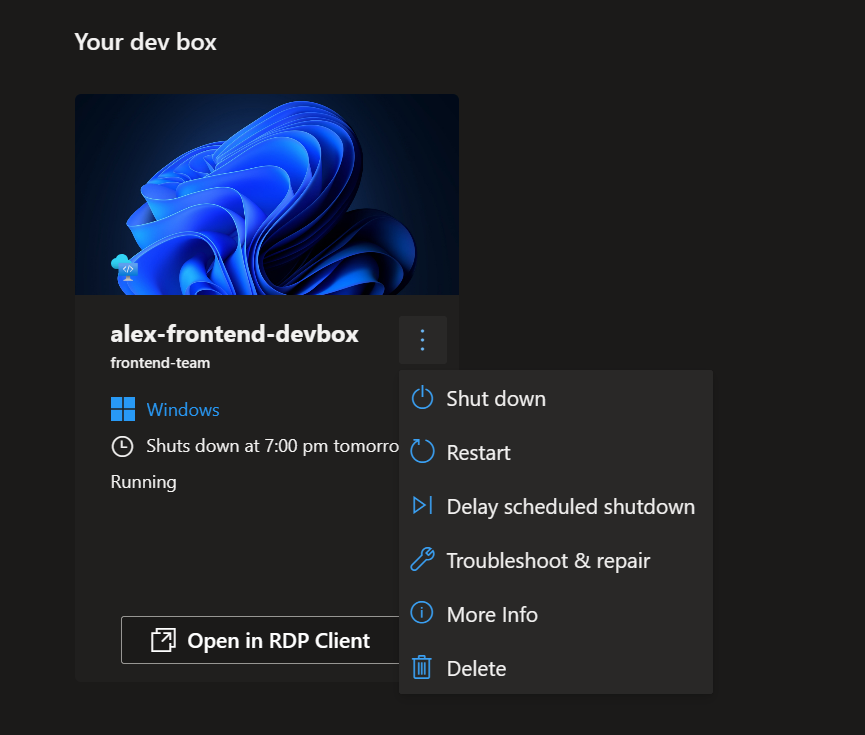 Your dev box
alex-frontend-devbox
frontend-team
Windows
Shuts down at 7:00 pm tomorro
Running
Open in RDP Client
Shut down
Restart
Delay scheduled shutdown
Troubleshoot & repair
More Info
Delete